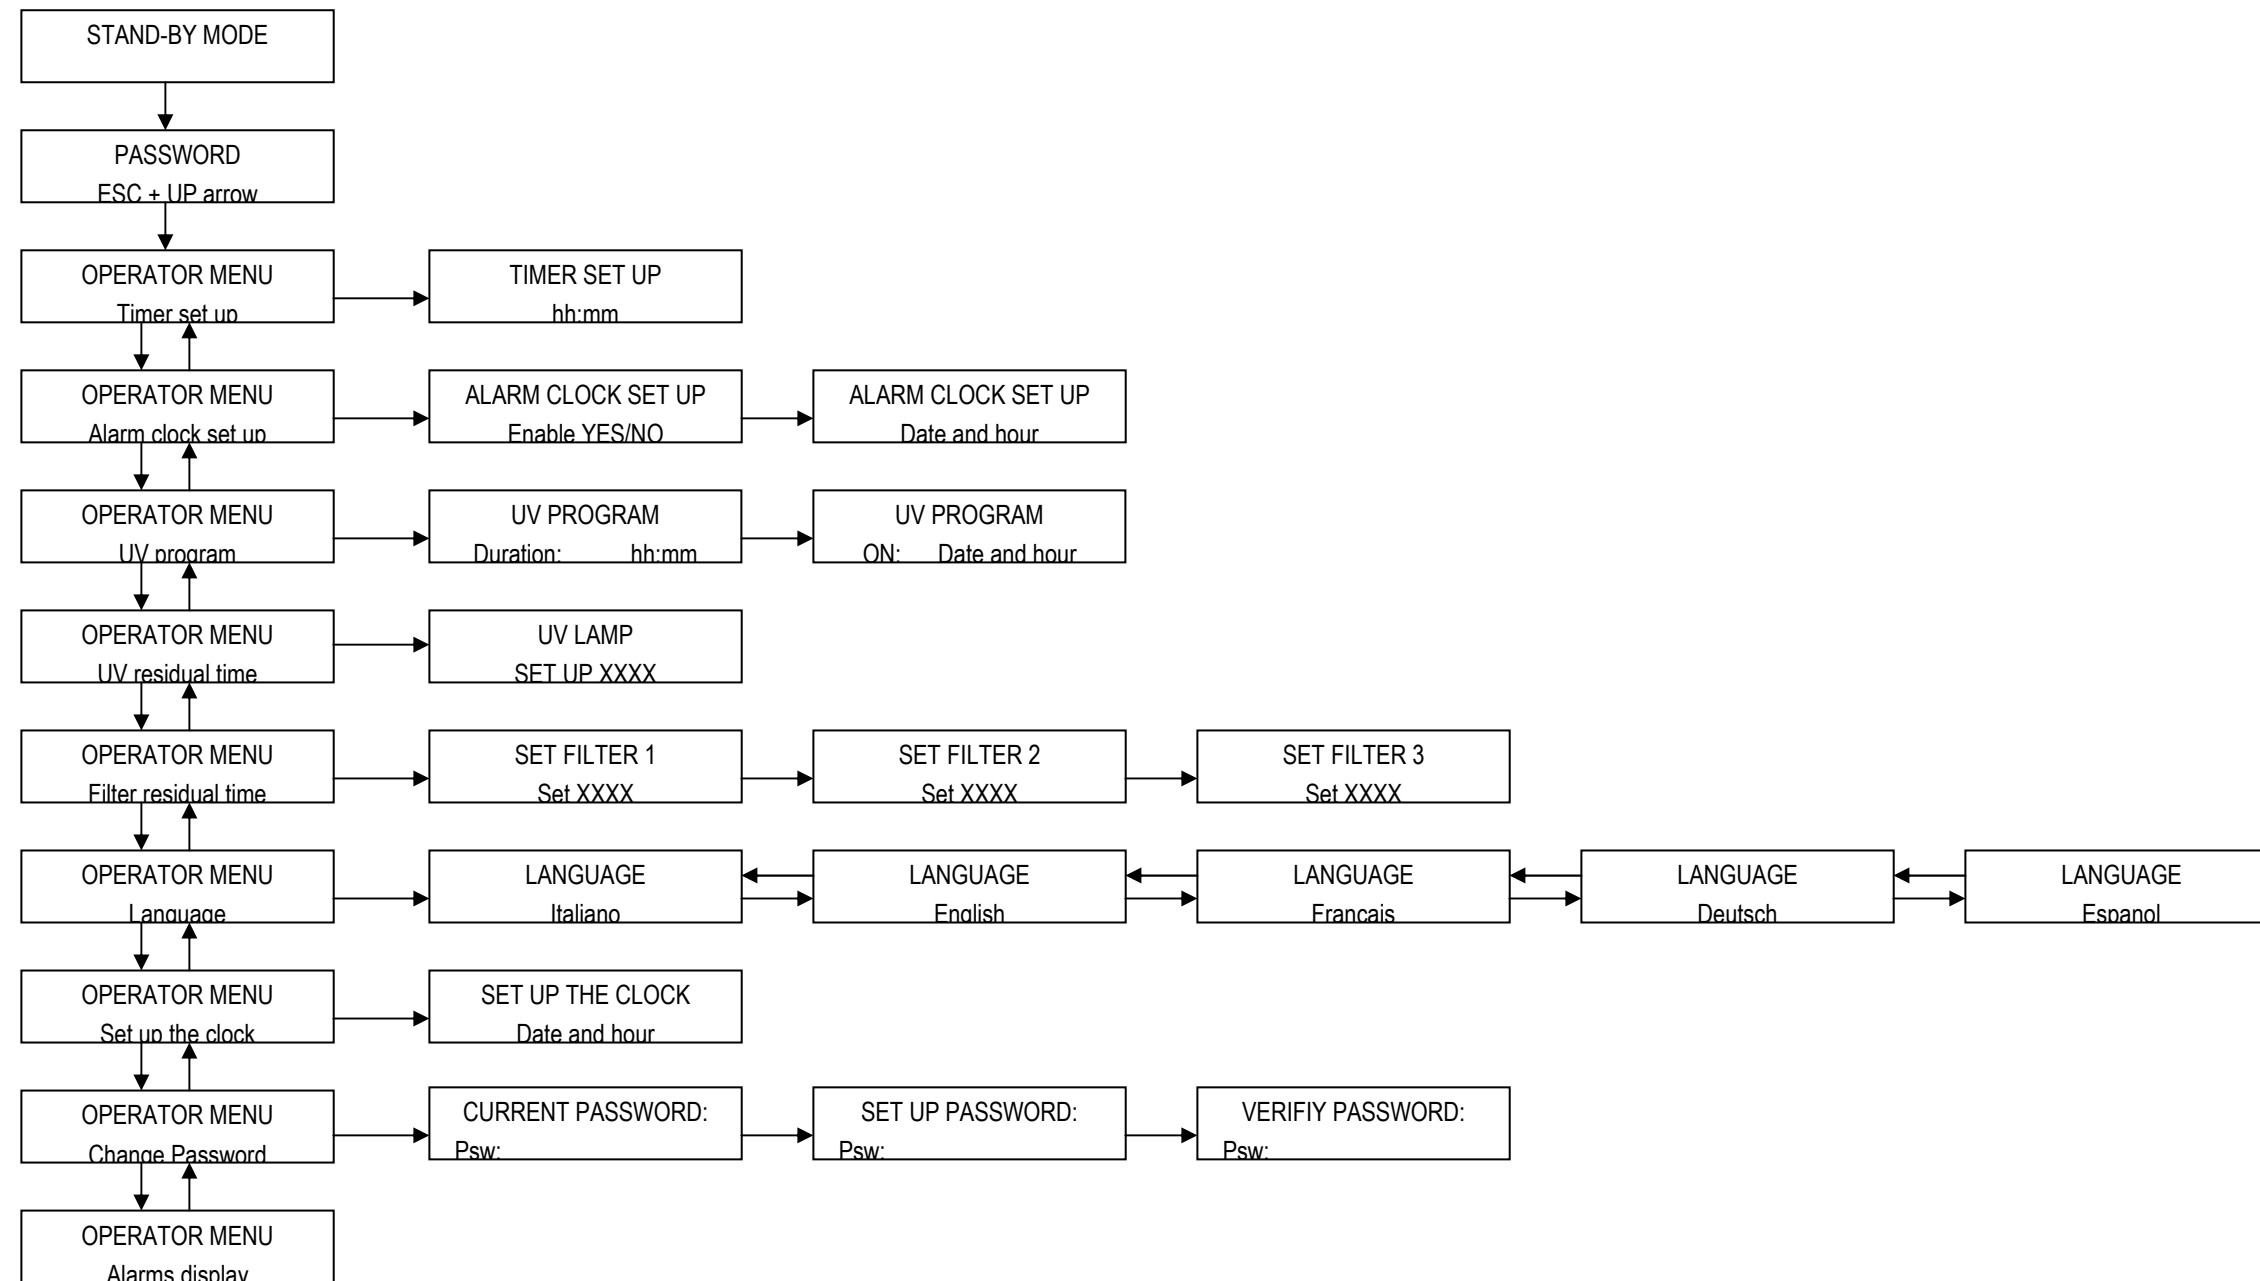 STAND-BY MODE
PASSWORD
ESC + UP arrow
OPERATOR MENU
Timer set up
TIMER SET UP
hh:mm
OPERATOR MENU
Alarm clock set up
ALARM CLOCK SET UP
Enable YES/NO
ALARM CLOCK SET UP
Date and hour
OPERATOR MENU
UV program
UV PROGRAM
Duration: hh:mm
UV PROGRAM
ON: Date and hour
OPERATOR MENU
UV residual time
UV LAMP
SET UP XXXX
OPERATOR MENU
Filter residual time
SET FILTER 1
Set XXXX
SET FILTER 2
Set XXXX
SET FILTER 3
Set XXXX
OPERATOR MENU
Language
LANGUAGE
Italiano
LANGUAGE
English
LANGUAGE
Francais
LANGUAGE
Deutsch
LANGUAGE
Espanol
OPERATOR MENU
Set up the clock
SET UP THE CLOCK
Date and hour
OPERATOR MENU
Change Password
CURRENT PASSWORD:
Psw:
SET UP PASSWORD:
Psw:
VERIFIY PASSWORD:
Psw:
OPERATOR MENU
Alarms display